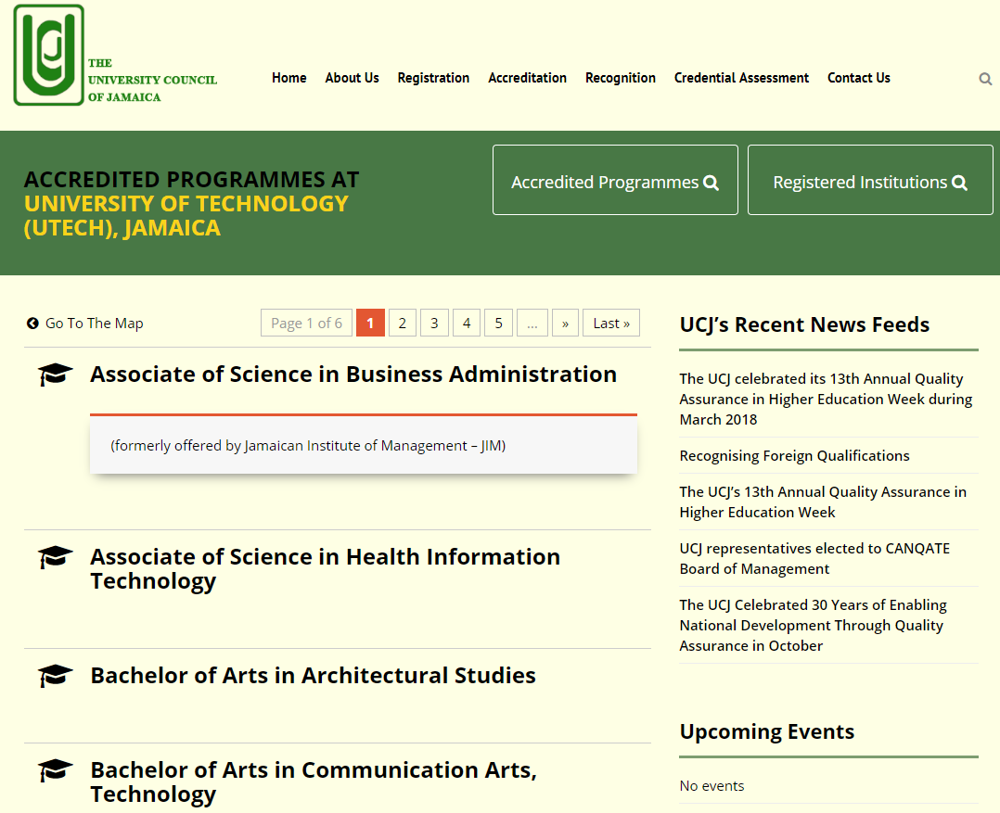 THE
UNIVERSITY COUNCIL
OF JAMAICA
Home About Us Registration Accreditation Recognition Credential Assessment Contact Us
ACCREDITED PROGRAMMES AT
UNIVERSITY OF TECHNOLOGY
(UTECH), JAMAICA
Accredited Programmes
Registered Institutions
Go To The Map
Page 1 of 6 1 2 3 4 5 ... » Last »
Associate of Science in Business Administration
(formerly offered by Jamaican Institute of Management – JIM)
Associate of Science in Health Information
Technology
Bachelor of Arts in Architectural Studies
Bachelor of Arts in Communication Arts,
Technology
UCJ’s Recent News Feeds
The UCJ celebrated its 13th Annual Quality
Assurance in Higher Education Week during
March 2018
Recognising Foreign Qualifications
The UCJ’s 13th Annual Quality Assurance in
Higher Education Week
UCJ representatives elected to CANQATE
Board of Management
The UCJ Celebrated 30 Years of Enabling
National Development Through Quality
Assurance in October
Upcoming Events
No events